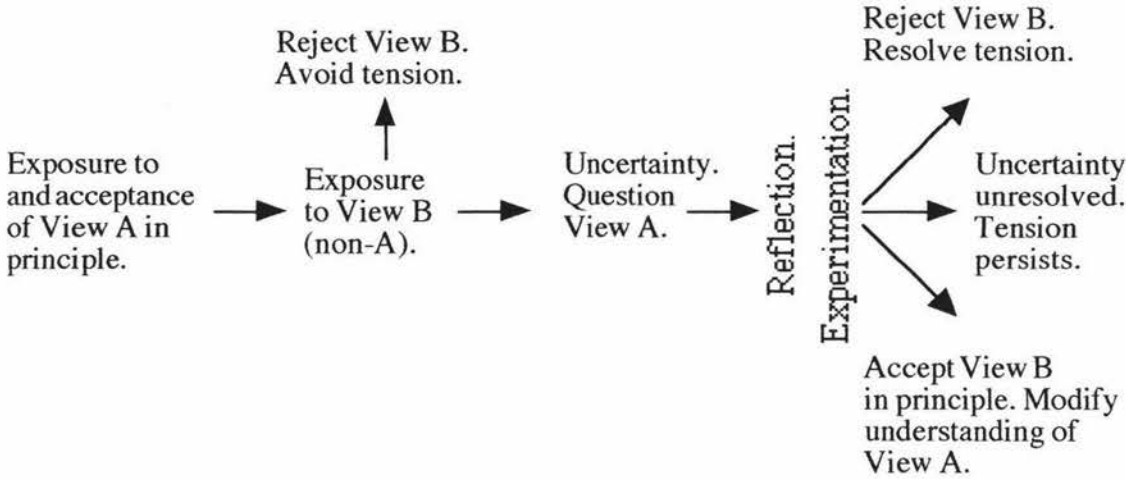 Exposure to
and acceptance
of View A in
principle.
Reject View B.
Avoid tension.
Exposure
to View B
(non-A).
Uncertainty.
Question
View A.
Reflection.
Experimentation.
Reject View B.
Resolve tension.
Uncertainty
unresolved.
Tension
persists.
Accept View B
in principle. Modify
understanding of
View A.